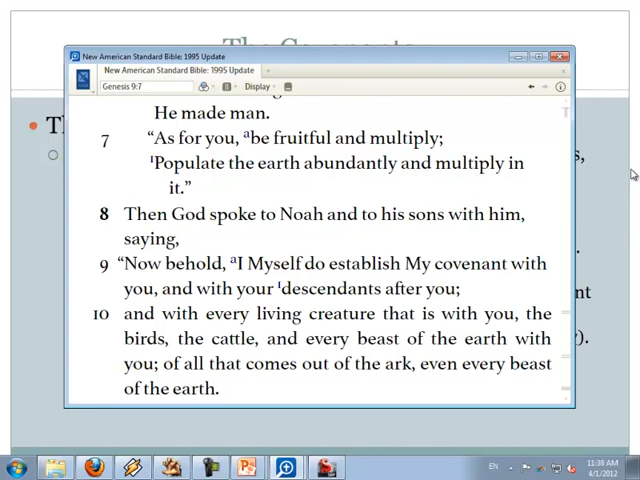 The Covenants
New American Standard Bible: 1995 Update
New American Standard Bible: 1995 Update
Genesis 9:7
Display
He made man.
7 “As for you, abe fruitful and multiply;
1Populate the earth abundantly and multiply in
it.”
8 Then God spoke to Noah and to his sons with him,
saying,
9 “Now behold, aI Myself do establish My covenant with
you, and with your 1descendants after you;
10 and with every living creature that is with you, the
birds, the cattle, and every beast of the earth with
you; of all that comes out of the ark, even every beast
of the earth.
EN
11:38 AM
4/1/2012